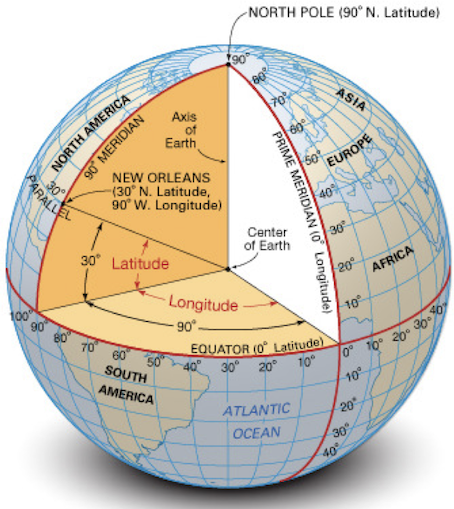 NORTH POLE (90° N. Latitude)
90°
80°
70°
60°
50°
40°
30°
20°
10°
ASIA
EUROPE
AFRICA
NORTH AMERICA
90° MERIDIAN
Axis
of
Earth
PRIME MERIDIAN (0° Longitude)
30°
PARALLEL
NEW ORLEANS
(30° N. Latitude,
90° W. Longitude)
Center
of Earth
30°
Latitude
Longitude
90°
EQUATOR (0° Latitude)
100°
90°
80°
70°
60°
50°
40°
30°
20°
10°
0°
10°
20°
30°
40°
SOUTH
AMERICA
ATLANTIC
OCEAN
10°
20°
30°
40°